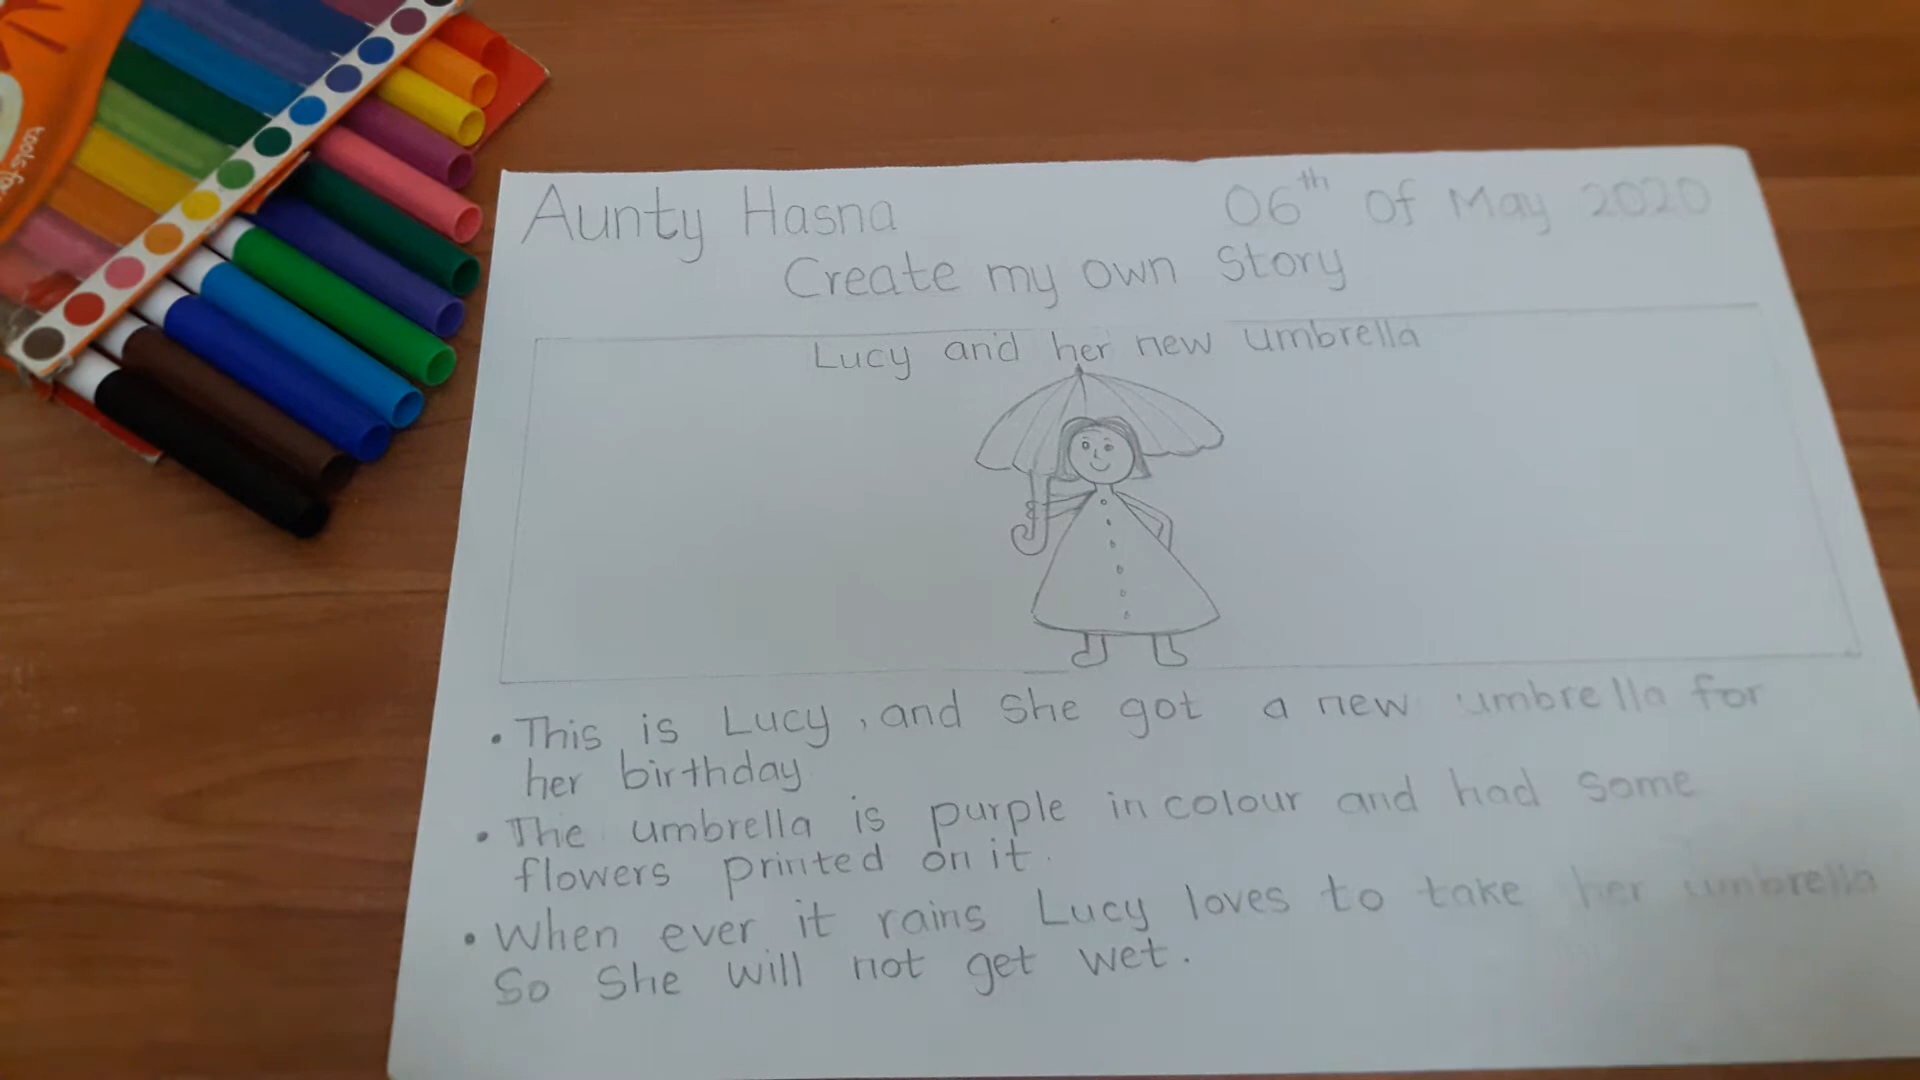 tools-for
Aunty Hasna
06th Of May 2020
Create my own Story
Lucy and her new umbrella
• This is Lucy, and She got a new umbrella for
her birthday
• The umbrella is purple in colour and had some
flowers printed on it.
• When ever it rains Lucy loves to take her umbrella
So She will not get wet.